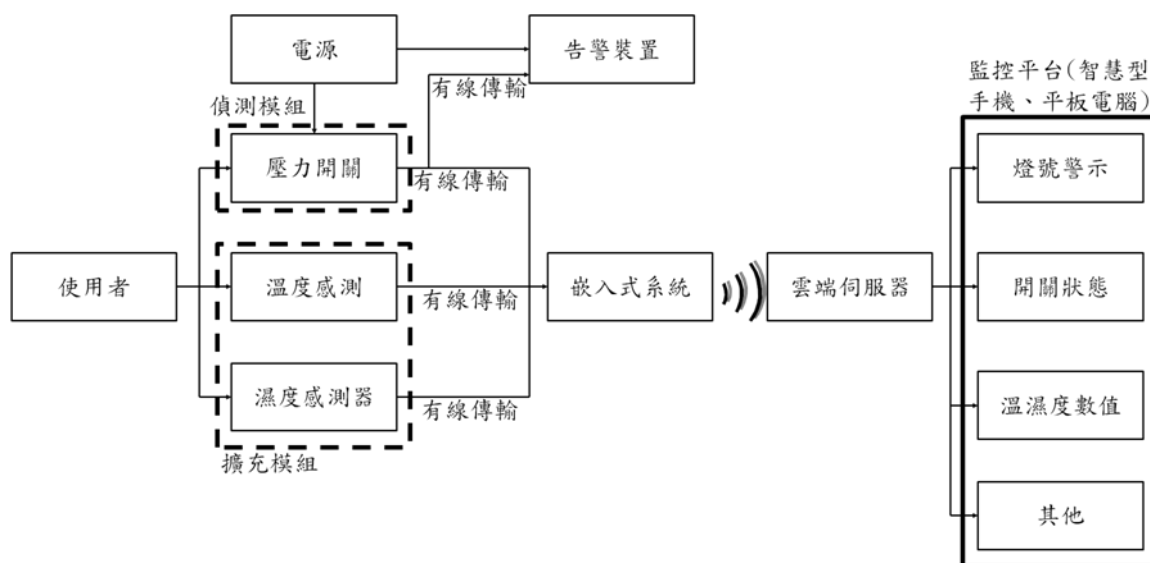 電源
告警裝置
有線傳輸
監控平台(智慧型
手機、平板電腦)
偵測模組
壓力開關
有線傳輸
燈號警示
使用者
溫度感測
有線傳輸
嵌入式系統
雲端伺服器
開關狀態
濕度感測器
有線傳輸
溫濕度數值
擴充模組
其他